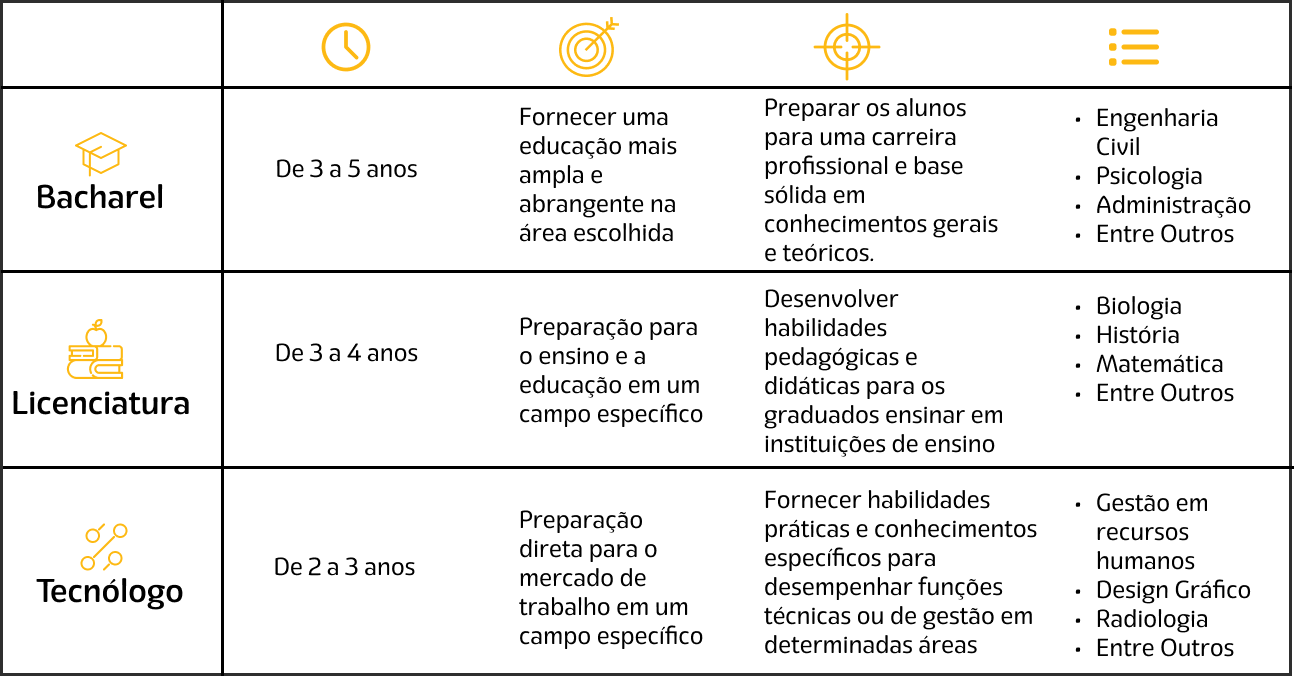 Bacharel
De 3 a 5 anos
Fornecer uma
educação mais
ampla e
abrangente na
área escolhida
Preparar os alunos
para uma carreira
profissional e base
sólida em
conhecimentos gerais
e teóricos.
• Engenharia
Civil
• Psicologia
• Administração
• Entre Outros
Licenciatura
De 3 a 4 anos
Preparação para
o ensino e a
educação em um
campo específico
Desenvolver
habilidades
pedagógicas e
didáticas para os
graduados ensinar em
instituições de ensino
• Biologia
• História
• Matemática
• Entre Outros
Tecnólogo
De 2 a 3 anos
Preparação
direta para o
mercado de
trabalho em um
campo específico
Fornecer habilidades
práticas e conhecimentos
específicos para
desempenhar funções
técnicas ou de gestão em
determinadas áreas
• Gestão em
recursos
humanos
• Design Gráfico
• Radiologia
• Entre Outros